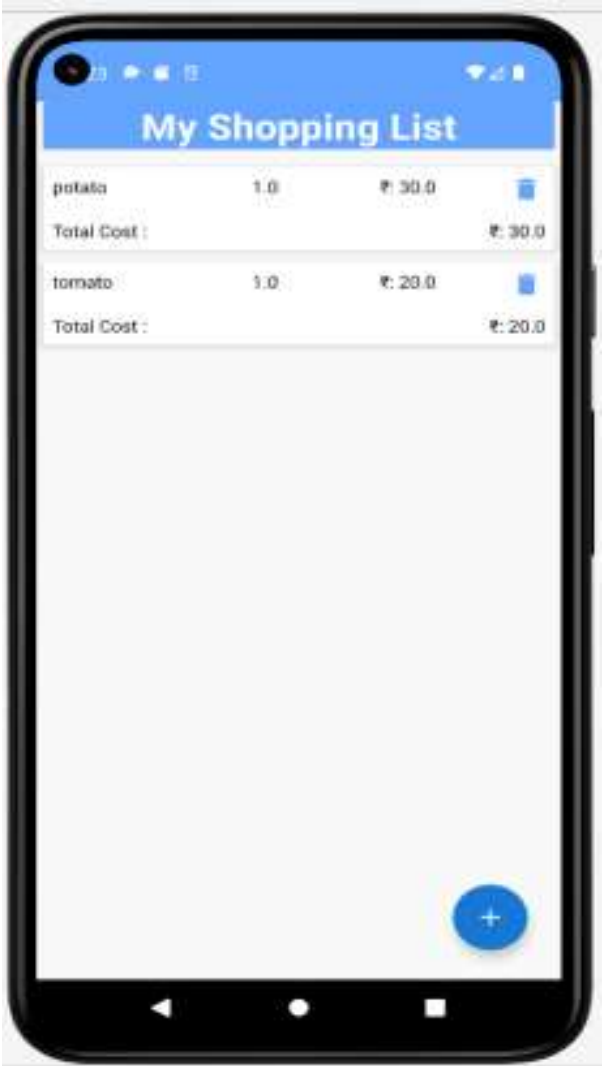 My Shopping List
potato 1.0 ₹: 30.0
Total Cost : ₹: 30.0
tomato 1.0 ₹: 20.0
Total Cost : ₹: 20.0
+